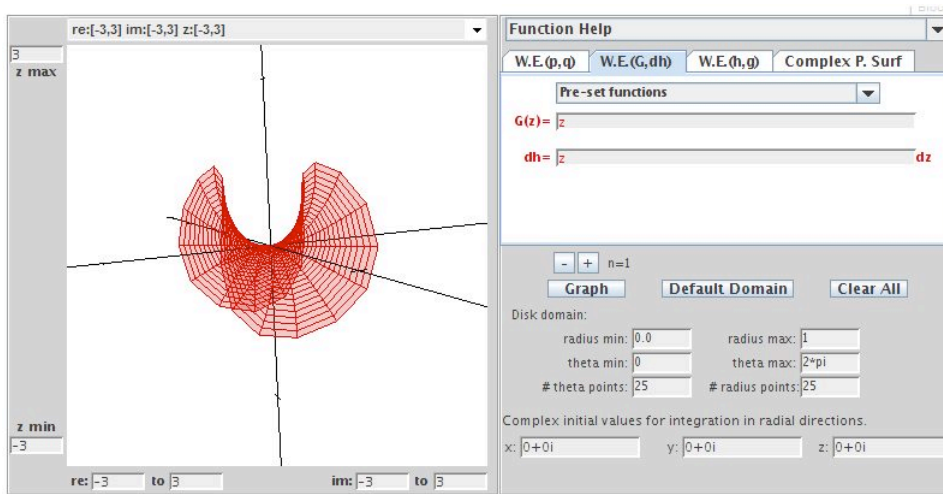 re:[-3,3] im:[-3,3] z:[-3,3]
3
z max
z min
-3
re: -3 to 3 im: -3 to 3
Function Help
W.E.(p,q) W.E.(G,dh) W.E.(h,g) Complex P. Surf
Pre-set functions
G(z)= z
dh= z dz
- + n=1
Graph Default Domain Clear All
Disk domain:
radius min: 0.0 radius max: 1
theta min: 0 theta max: 2*pi
# theta points: 25 # radius points: 25
Complex initial values for integration in radial directions.
x: 0+0i y: 0+0i z: 0+0i